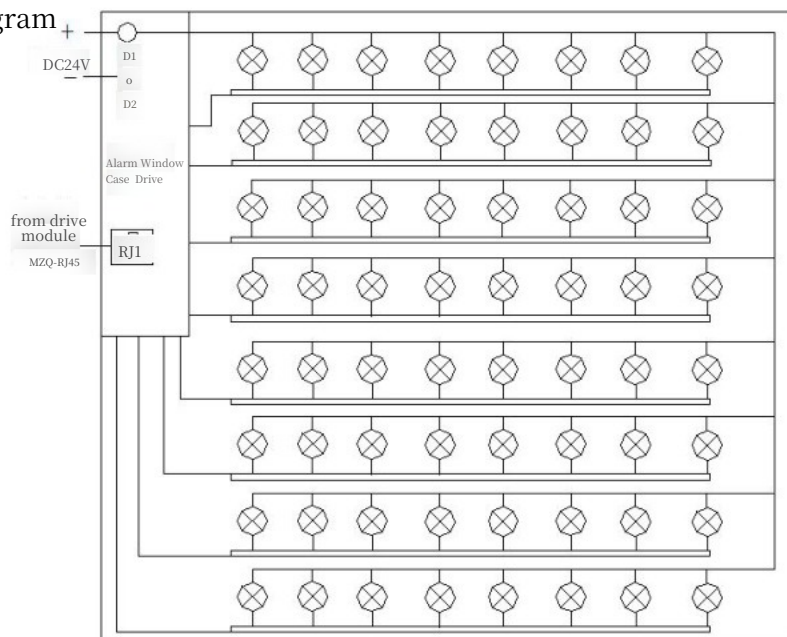 gram
+
DC24V
−
D1
o
D2
Alarm Window
Case Drive
from drive
module
MZQ-RJ45
RJ1